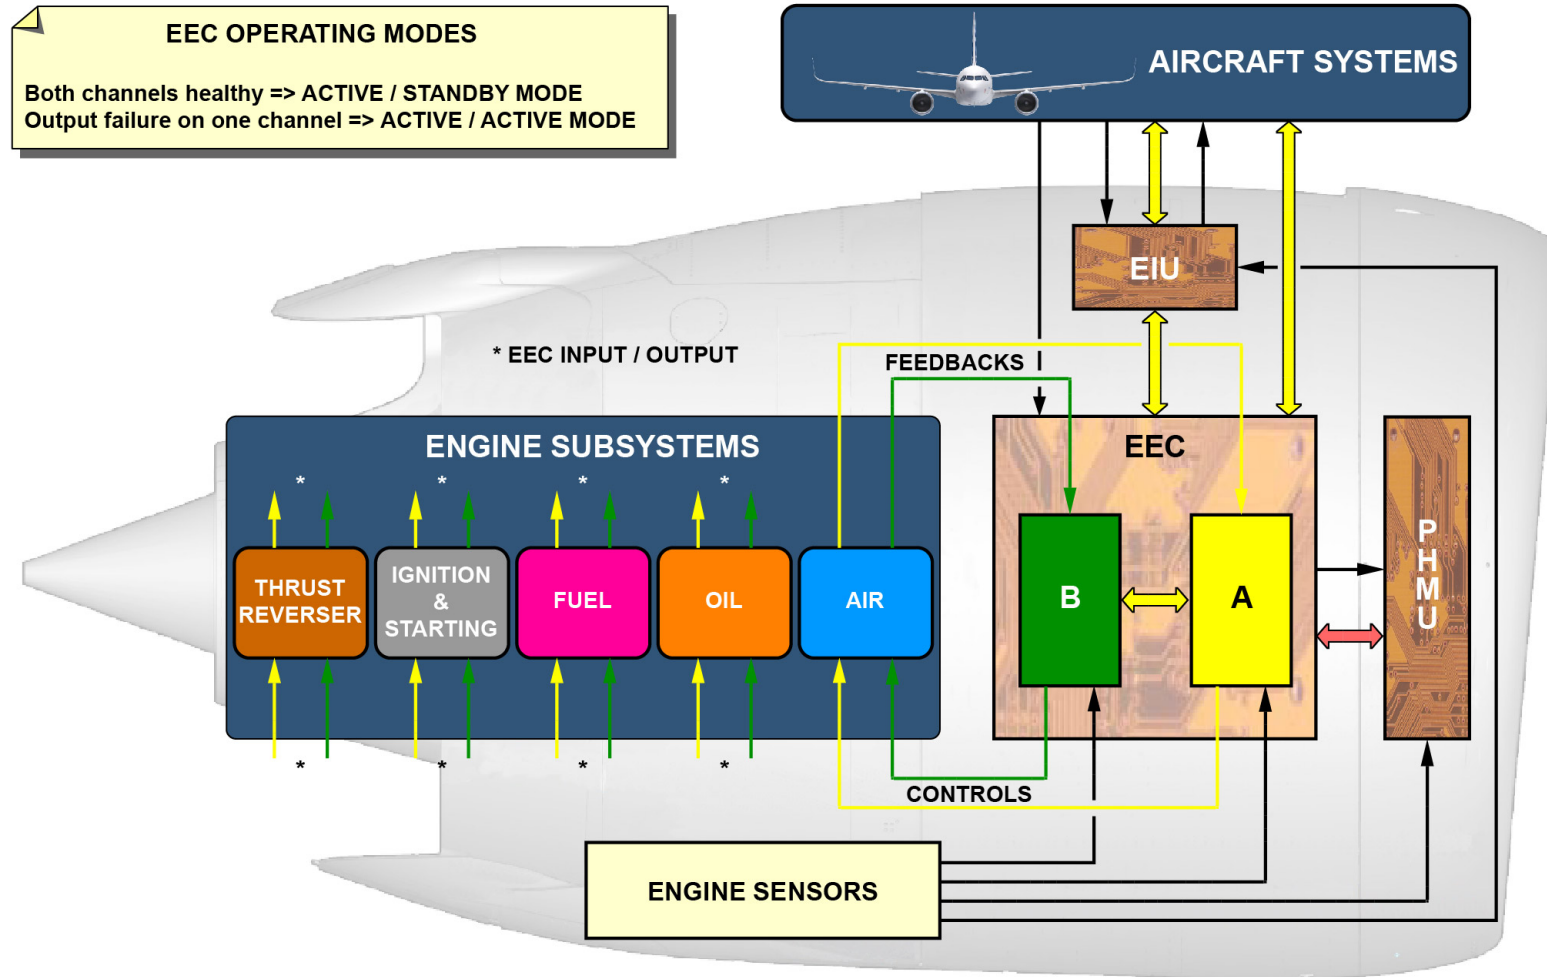 EEC OPERATING MODES
Both channels healthy => ACTIVE / STANDBY MODE
Output failure on one channel => ACTIVE / ACTIVE MODE
AIRCRAFT SYSTEMS
EIU
* EEC INPUT / OUTPUT
FEEDBACKS
ENGINE SUBSYSTEMS
* * * *
THRUST
REVERSER
IGNITION
&
STARTING
FUEL
OIL
AIR
* * * *
EEC
B
A
PHMU
CONTROLS
ENGINE SENSORS